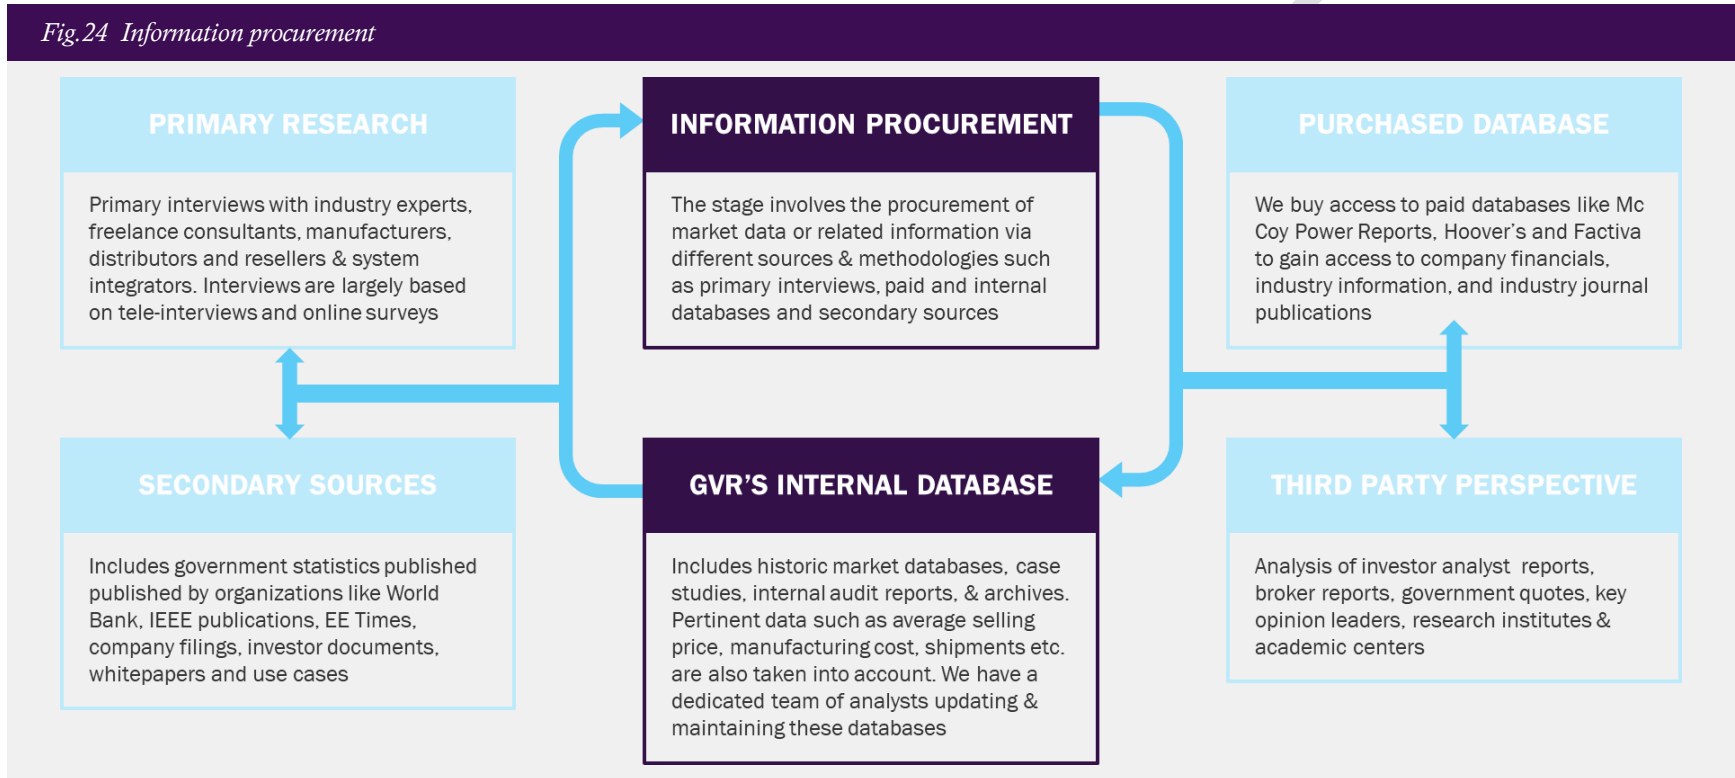 Fig.24 Information procurement
PRIMARY RESEARCH
Primary interviews with industry experts,
freelance consultants, manufacturers,
distributors and resellers & system
integrators. Interviews are largely based
on tele-interviews and online surveys
INFORMATION PROCUREMENT
The stage involves the procurement of
market data or related information via
different sources & methodologies such
as primary interviews, paid and internal
databases and secondary sources
PURCHASED DATABASE
We buy access to paid databases like Mc
Coy Power Reports, Hoover's and Factiva
to gain access to company financials,
industry information, and industry journal
publications
SECONDARY SOURCES
Includes government statistics published
published by organizations like World
Bank, IEEE publications, EE Times,
company filings, investor documents,
whitepapers and use cases
GVR'S INTERNAL DATABASE
Includes historic market databases, case
studies, internal audit reports, & archives.
Pertinent data such as average selling
price, manufacturing cost, shipments etc.
are also taken into account. We have a
dedicated team of analysts updating &
maintaining these databases
THIRD PARTY PERSPECTIVE
Analysis of investor analyst reports,
broker reports, government quotes, key
opinion leaders, research institutes &
academic centers